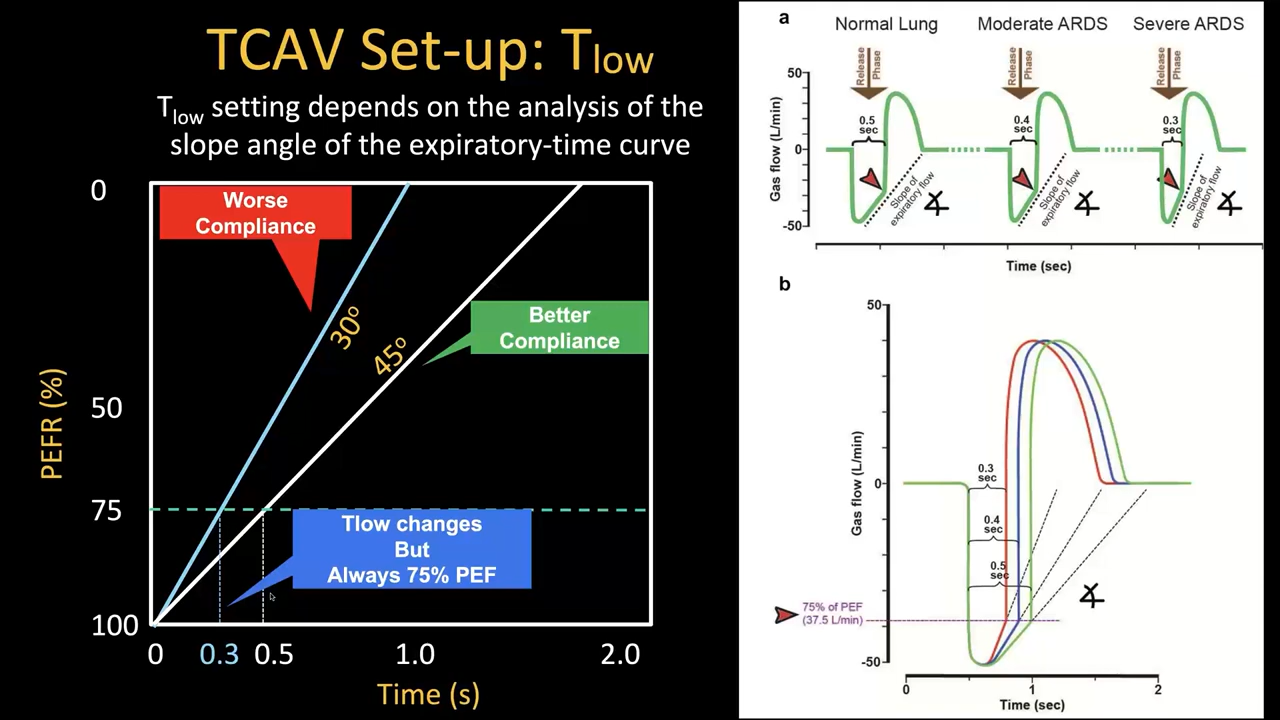 TCAV Set-up: Tlow
Tlow setting depends on the analysis of the
slope angle of the expiratory-time curve
PEFR (%)
0
50
75
100
Worse
Compliance
30°
45°
Better
Compliance
Tlow changes
But
Always 75% PEF
0 0.3 0.5 1.0 2.0
Time (s)
a
Normal Lung Moderate ARDS Severe ARDS
Release
Phase
Release
Phase
Release
Phase
Gas flow (L/min)
50
0
-50
0.5
sec
0.4
sec
0.3
sec
Slope of
expiratory flow
Slope of
expiratory flow
Slope of
expiratory flow
Time (sec)
b
Gas flow (L/min)
50
0
-50
0.3
sec
0.4
sec
0.5
sec
75% of PEF
(37.5 L/min)
0 1 2
Time (sec)